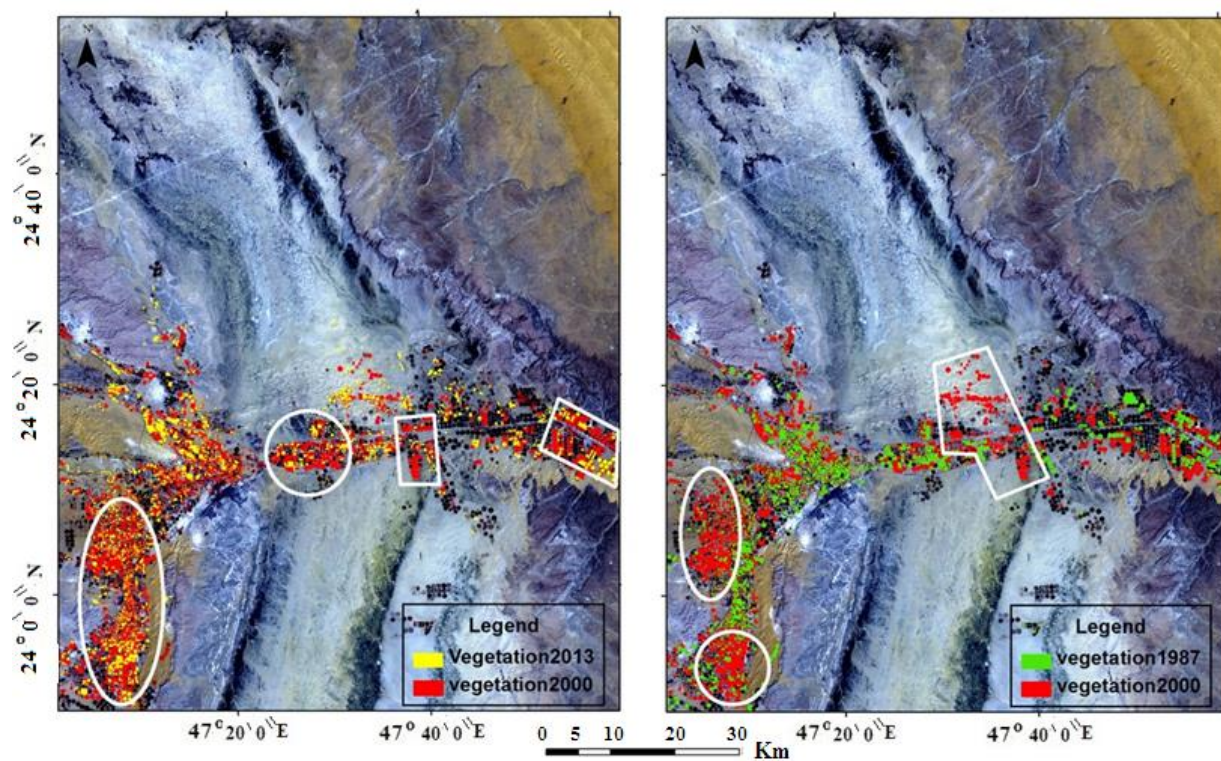 N
N
24° 40' 0" N
24° 20' 0" N
24° 0' 0" N
Legend
Vegetation2013
vegetation2000
Legend
vegetation1987
vegetation2000
47° 20' 0" E
47° 40' 0" E
47° 20' 0" E
47° 40' 0" E
0 5 10 20 30
Km